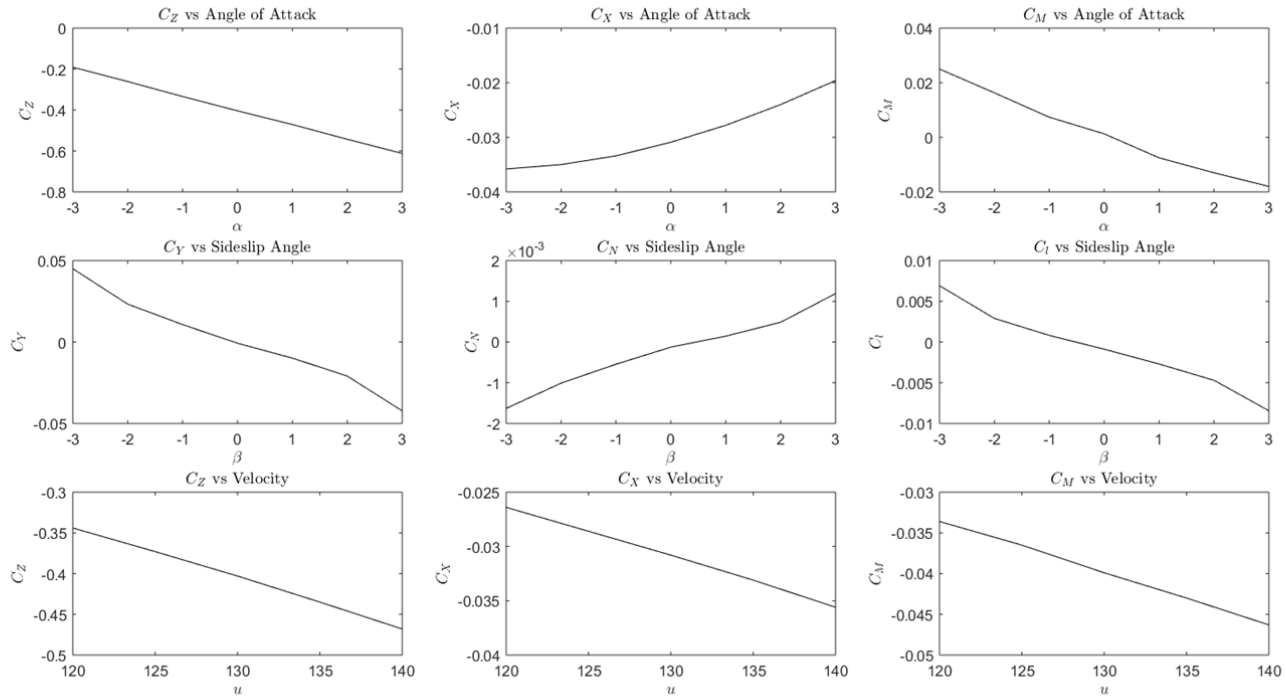 C_Z vs Angle of Attack
0
-0.2
-0.4
-0.6
-0.8
C_Z
-3 -2 -1 0 1 2 3
α
C_X vs Angle of Attack
-0.01
-0.02
-0.03
-0.04
C_X
-3 -2 -1 0 1 2 3
α
C_M vs Angle of Attack
0.04
0.02
0
-0.02
C_M
-3 -2 -1 0 1 2 3
α
C_Y vs Sideslip Angle
0.05
0
-0.05
C_Y
-3 -2 -1 0 1 2 3
β
C_N vs Sideslip Angle
×10⁻³
2
1
0
-1
-2
C_N
-3 -2 -1 0 1 2 3
β
C_l vs Sideslip Angle
0.01
0.005
0
-0.005
-0.01
C_l
-3 -2 -1 0 1 2 3
β
C_Z vs Velocity
-0.3
-0.35
-0.4
-0.45
-0.5
C_Z
120 125 130 135 140
u
C_X vs Velocity
-0.025
-0.03
-0.035
-0.04
C_X
120 125 130 135 140
u
C_M vs Velocity
-0.03
-0.035
-0.04
-0.045
-0.05
C_M
120 125 130 135 140
u